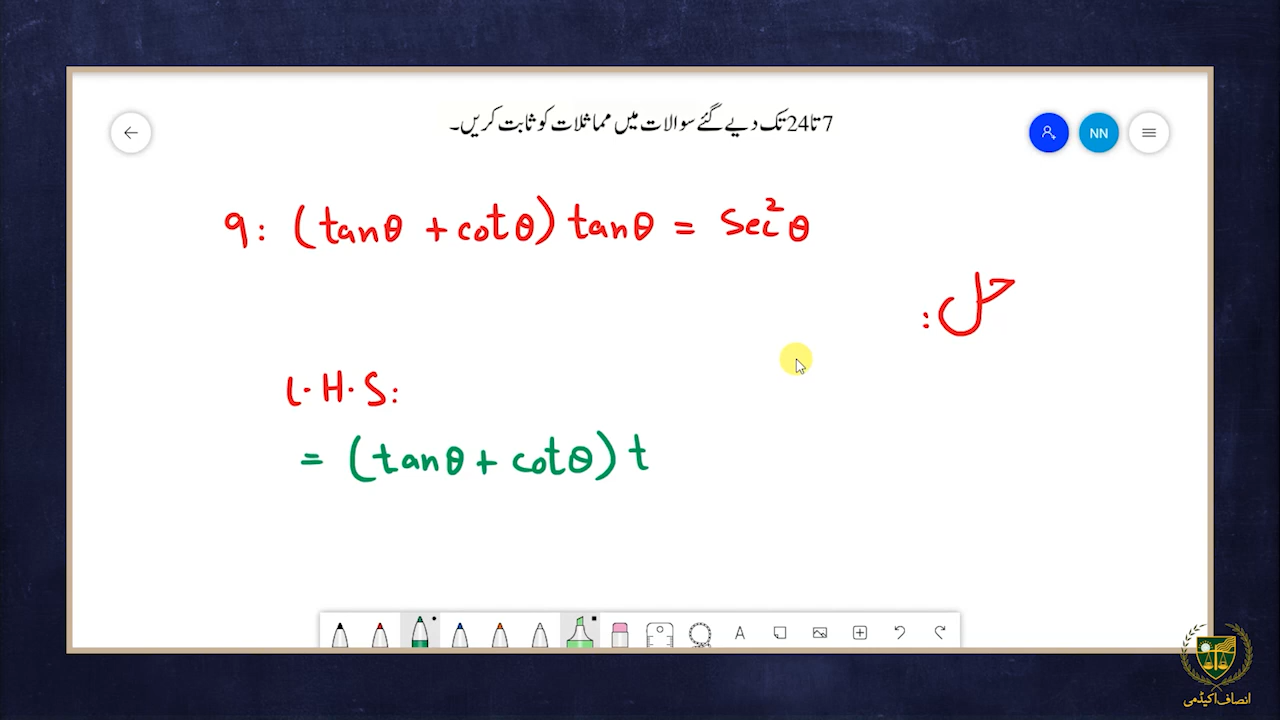 7 تا 24 تک دیے گئے سوالات میں مماثلات کو ثابت کریں۔
NN
9: (tanθ + cotθ) tanθ = Sec²θ
حل:
L.H.S:
= (tanθ + cotθ) t
A
انصاف اکیڈمی